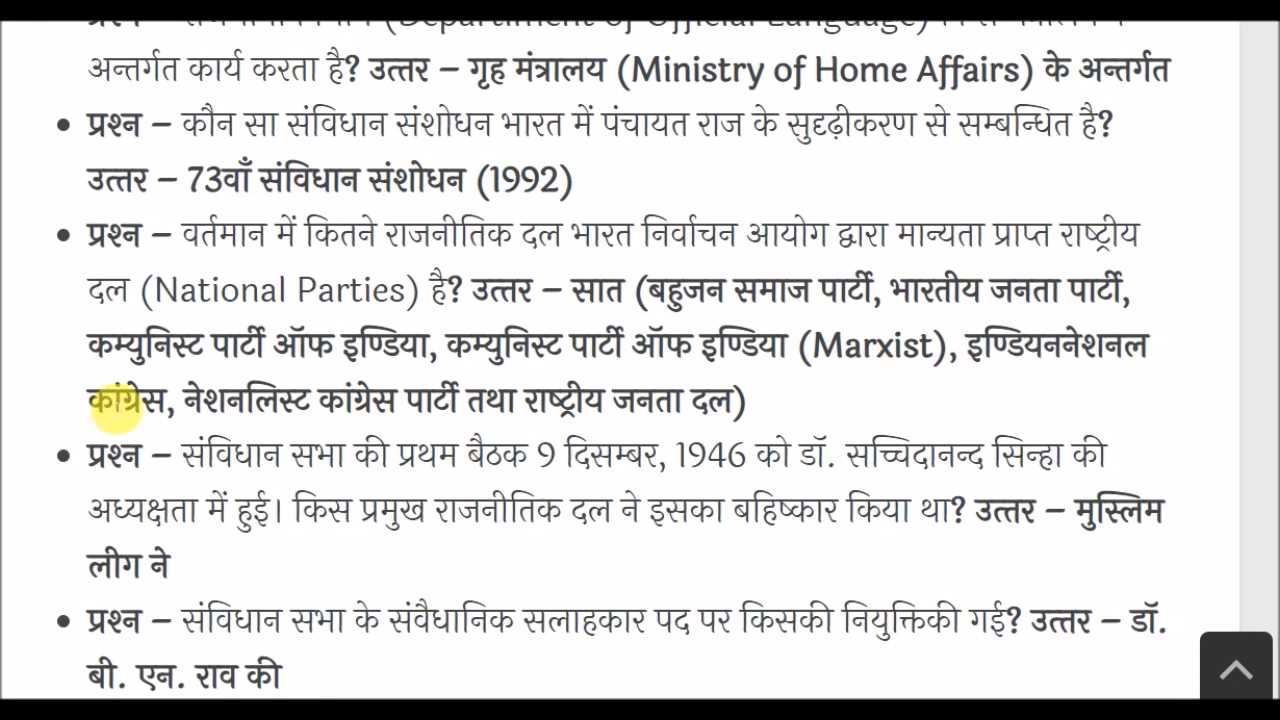 (Department of Official Language)
अन्तर्गत कार्य करता है? उत्तर – गृह मंत्रालय (Ministry of Home Affairs) के अन्तर्गत
प्रश्न – कौन सा संविधान संशोधन भारत में पंचायत राज के सुदृढ़ीकरण से सम्बन्धित है?
उत्तर – 73वाँ संविधान संशोधन (1992)
प्रश्न – वर्तमान में कितने राजनीतिक दल भारत निर्वाचन आयोग द्वारा मान्यता प्राप्त राष्ट्रीय
दल (National Parties) है? उत्तर – सात (बहुजन समाज पार्टी, भारतीय जनता पार्टी,
कम्युनिस्ट पार्टी ऑफ इण्डिया, कम्युनिस्ट पार्टी ऑफ इण्डिया (Marxist), इण्डियननेशनल
कांग्रेस, नेशनलिस्ट कांग्रेस पार्टी तथा राष्ट्रीय जनता दल)
प्रश्न – संविधान सभा की प्रथम बैठक 9 दिसम्बर, 1946 को डॉ. सच्चिदानन्द सिन्हा की
अध्यक्षता में हुई। किस प्रमुख राजनीतिक दल ने इसका बहिष्कार किया था? उत्तर – मुस्लिम
लीग ने
प्रश्न – संविधान सभा के संवैधानिक सलाहकार पद पर किसकी नियुक्तिकी गई? उत्तर – डॉ.
बी. एन. राव की